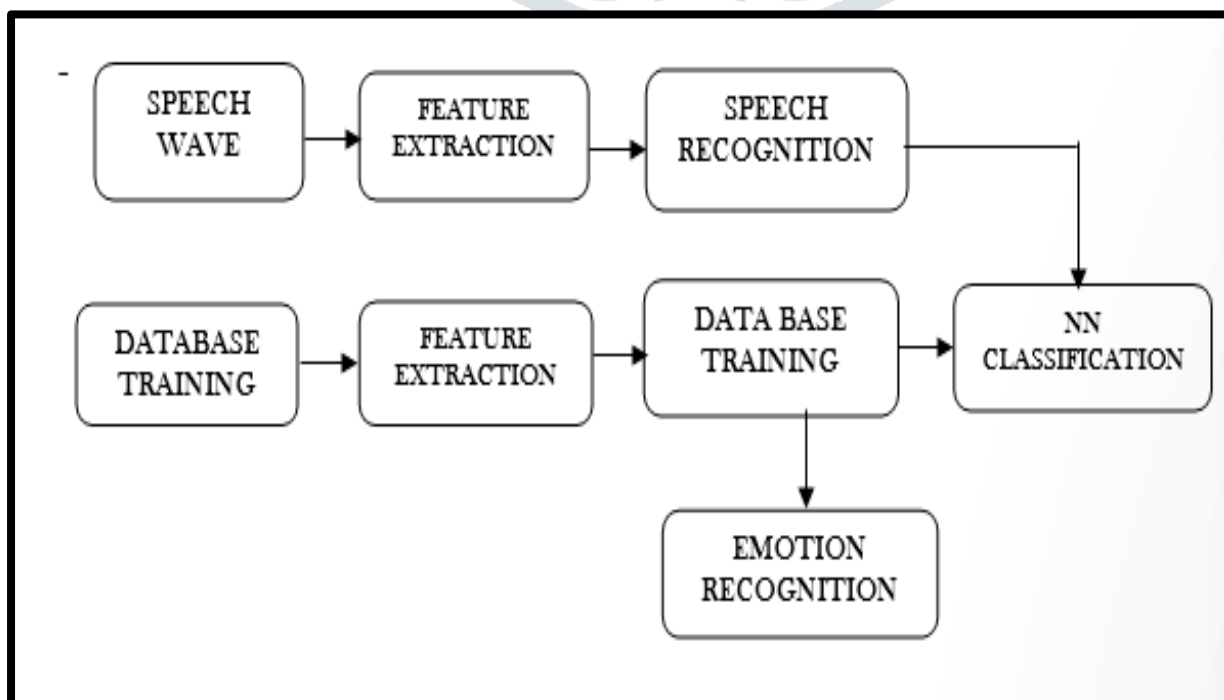 -
SPEECH
WAVE
FEATURE
EXTRACTION
SPEECH
RECOGNITION
DATABASE
TRAINING
FEATURE
EXTRACTION
DATA BASE
TRAINING
NN
CLASSIFICATION
EMOTION
RECOGNITION